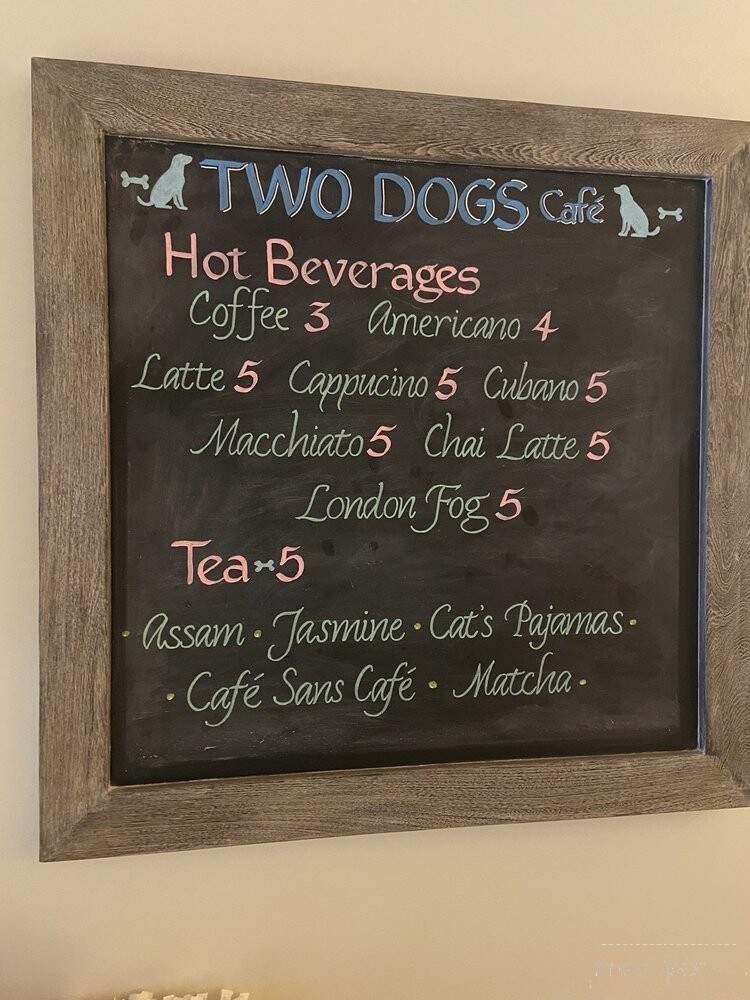 TWO DOGS Café
Hot Beverages
Coffee 3 Americano 4
Latte 5 Cappucino 5 Cubano 5
Macchiato 5 Chai Latte 5
London Fog 5
Tea 5
· Assam · Jasmine · Cat's Pajamas ·
· Café Sans Café · Matcha ·